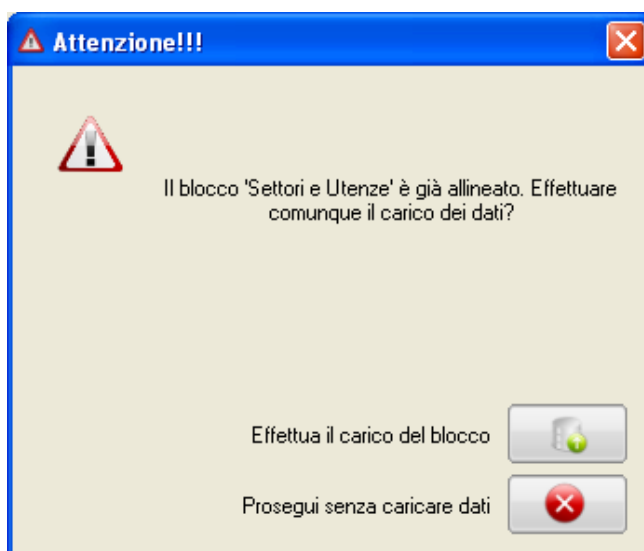 Attenzione!!!
Il blocco 'Settori e Utenze' è già allineato. Effettuare
comunque il carico dei dati?
Effettua il carico del blocco
Prosegui senza caricare dati